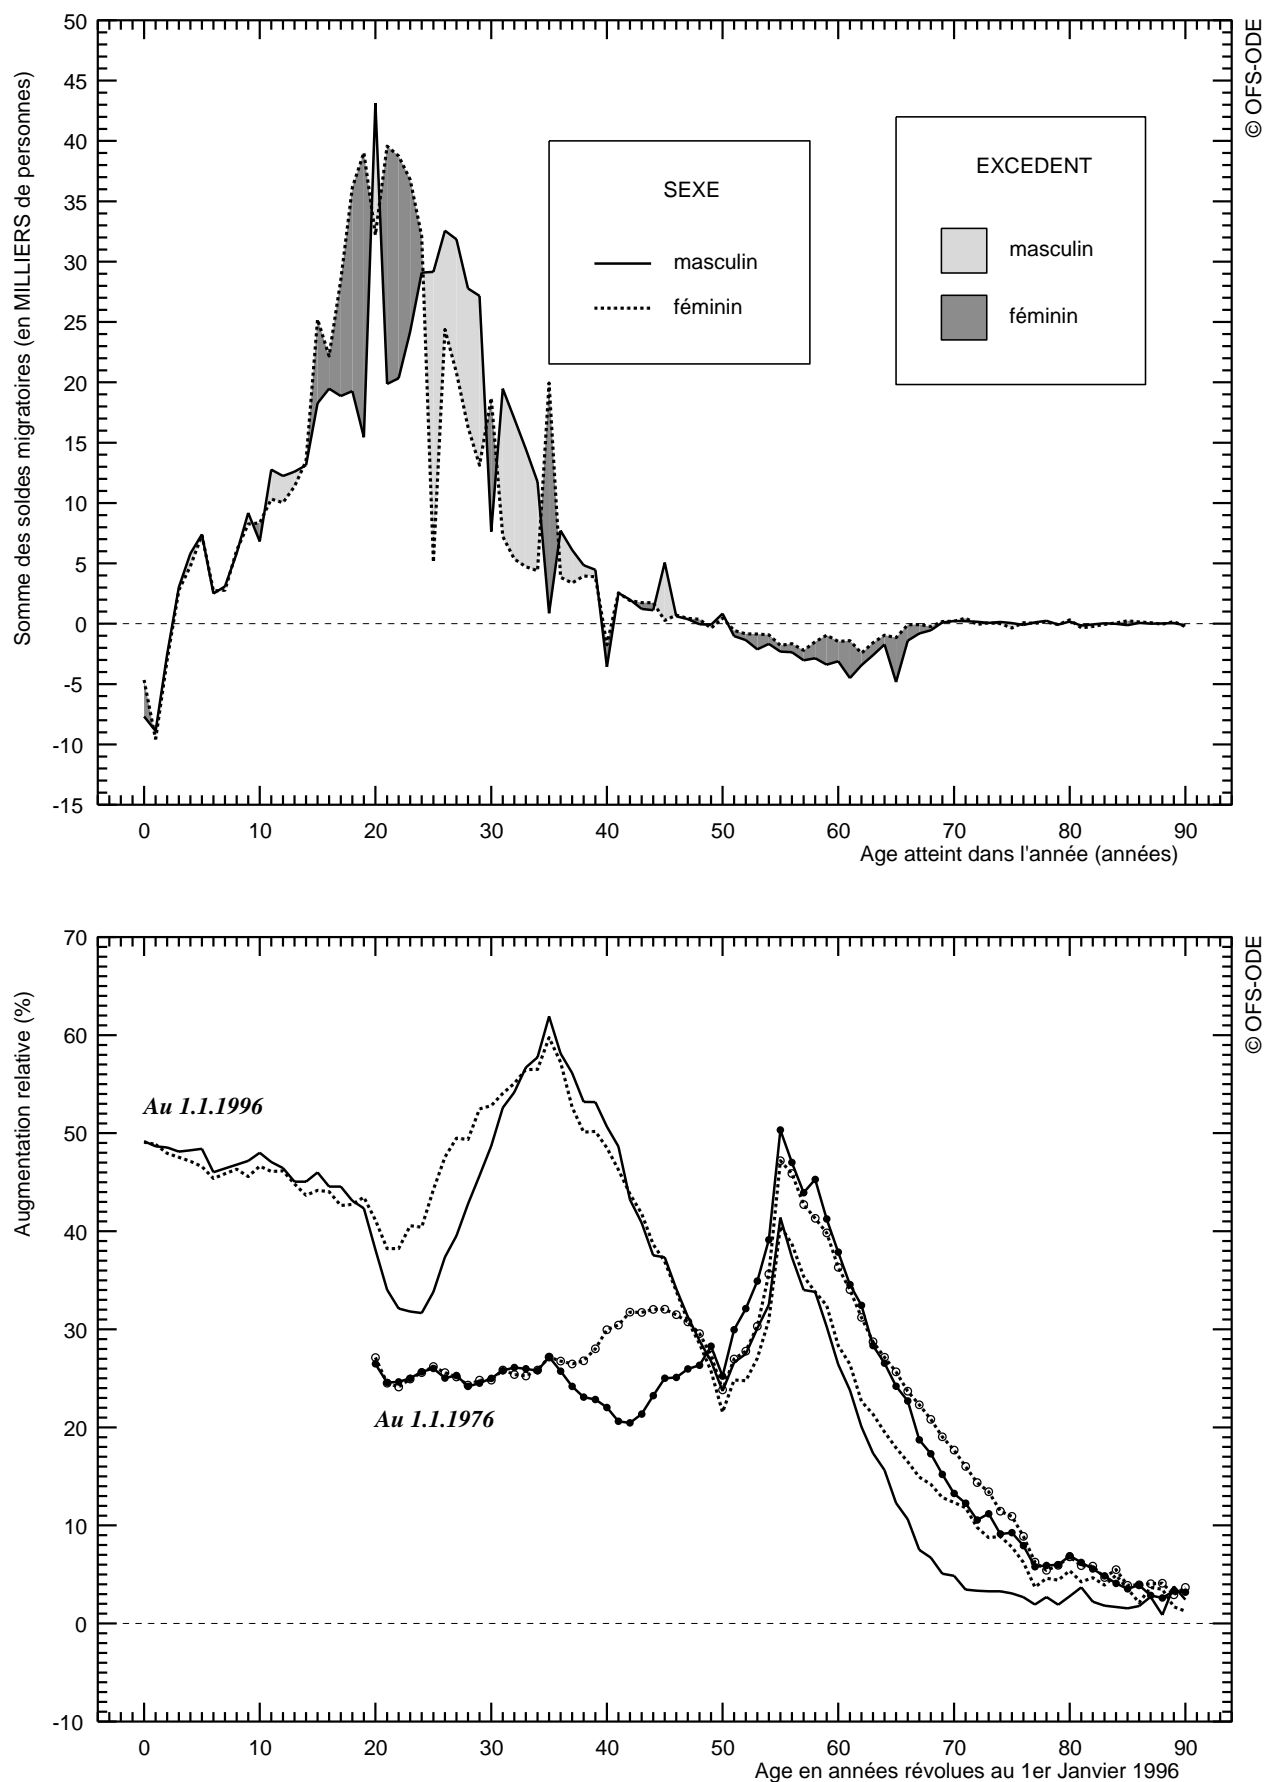 50
45
40
35
30
25
20
15
10
5
0
-5
-10
-15
Somme des soldes migratoires (en MILLIERS de personnes)
© OFS-ODE
SEXE
masculin
féminin
EXCEDENT
masculin
féminin
0 10 20 30 40 50 60 70 80 90
Age atteint dans l'année (années)
70
60
50
40
30
20
10
0
-10
Augmentation relative (%)
© OFS-ODE
Au 1.1.1996
Au 1.1.1976
0 10 20 30 40 50 60 70 80 90
Age en années révolues au 1er Janvier 1996